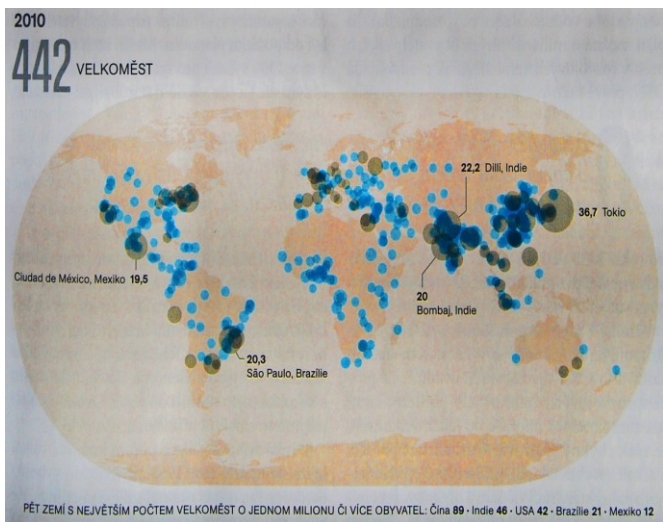 2010
442 VELKOMĚST
22,2 Dillí, Indie
36,7 Tokio
Ciudad de México, Mexiko 19,5
20
Bombaj, Indie
20,3
São Paulo, Brazílie
PĚT ZEMÍ S NEJVĚTŠÍM POČTEM VELKOMĚST O JEDNOM MILIONU ČI VÍCE OBYVATEL: Čína 89 · Indie 46 · USA 42 · Brazílie 21 · Mexiko 12